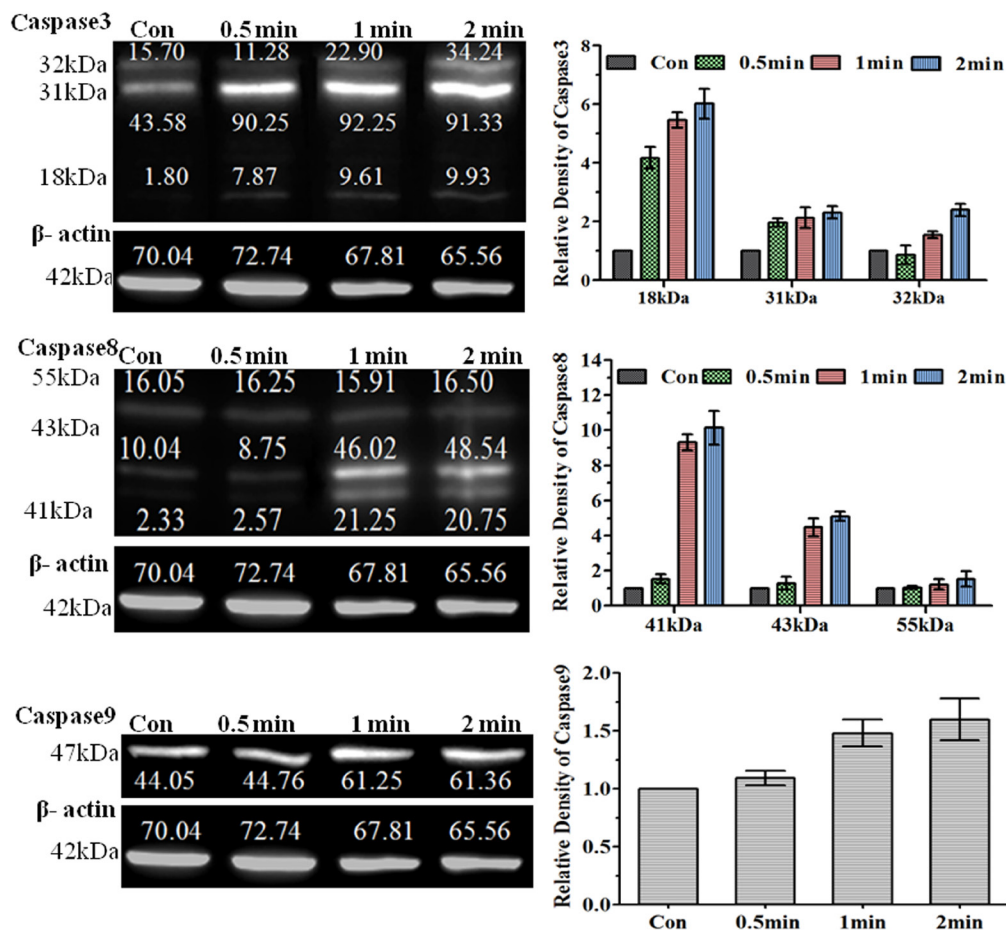 Caspase3
Con 0.5 min 1 min 2 min
32kDa 15.70 11.28 22.90 34.24
31kDa
43.58 90.25 92.25 91.33
18kDa 1.80 7.87 9.61 9.93
β- actin
70.04 72.74 67.81 65.56
42kDa
Relative Density of Caspase3
8
6
4
2
0
Con 0.5min 1min 2min
18kDa 31kDa 32kDa
Caspase8
Con 0.5 min 1 min 2 min
55kDa 16.05 16.25 15.91 16.50
43kDa
10.04 8.75 46.02 48.54
41kDa 2.33 2.57 21.25 20.75
β- actin
70.04 72.74 67.81 65.56
42kDa
Relative Density of Caspase8
14
12
10
8
6
4
2
0
Con 0.5min 1min 2min
41kDa 43kDa 55kDa
Caspase9
Con 0.5 min 1 min 2 min
47kDa
44.05 44.76 61.25 61.36
β- actin
70.04 72.74 67.81 65.56
42kDa
Relative Density of Caspase9
2.0
1.5
1.0
0.5
0.0
Con 0.5min 1min 2min